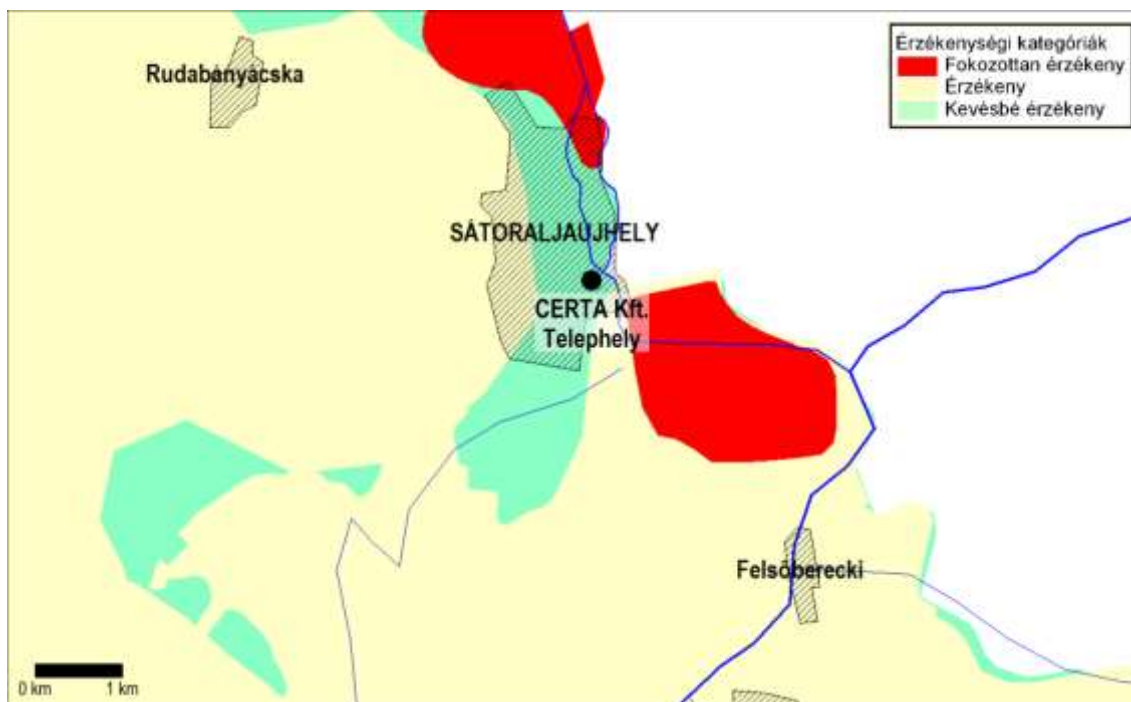 Érzékenységi kategóriák
Fokozottan érzékeny
Érzékeny
Kevésbé érzékeny
Rudabányácska
SÁTORALJAÚJHELY
CERTA Kft.
Telephely
Felsőberecki
0 km 1 km